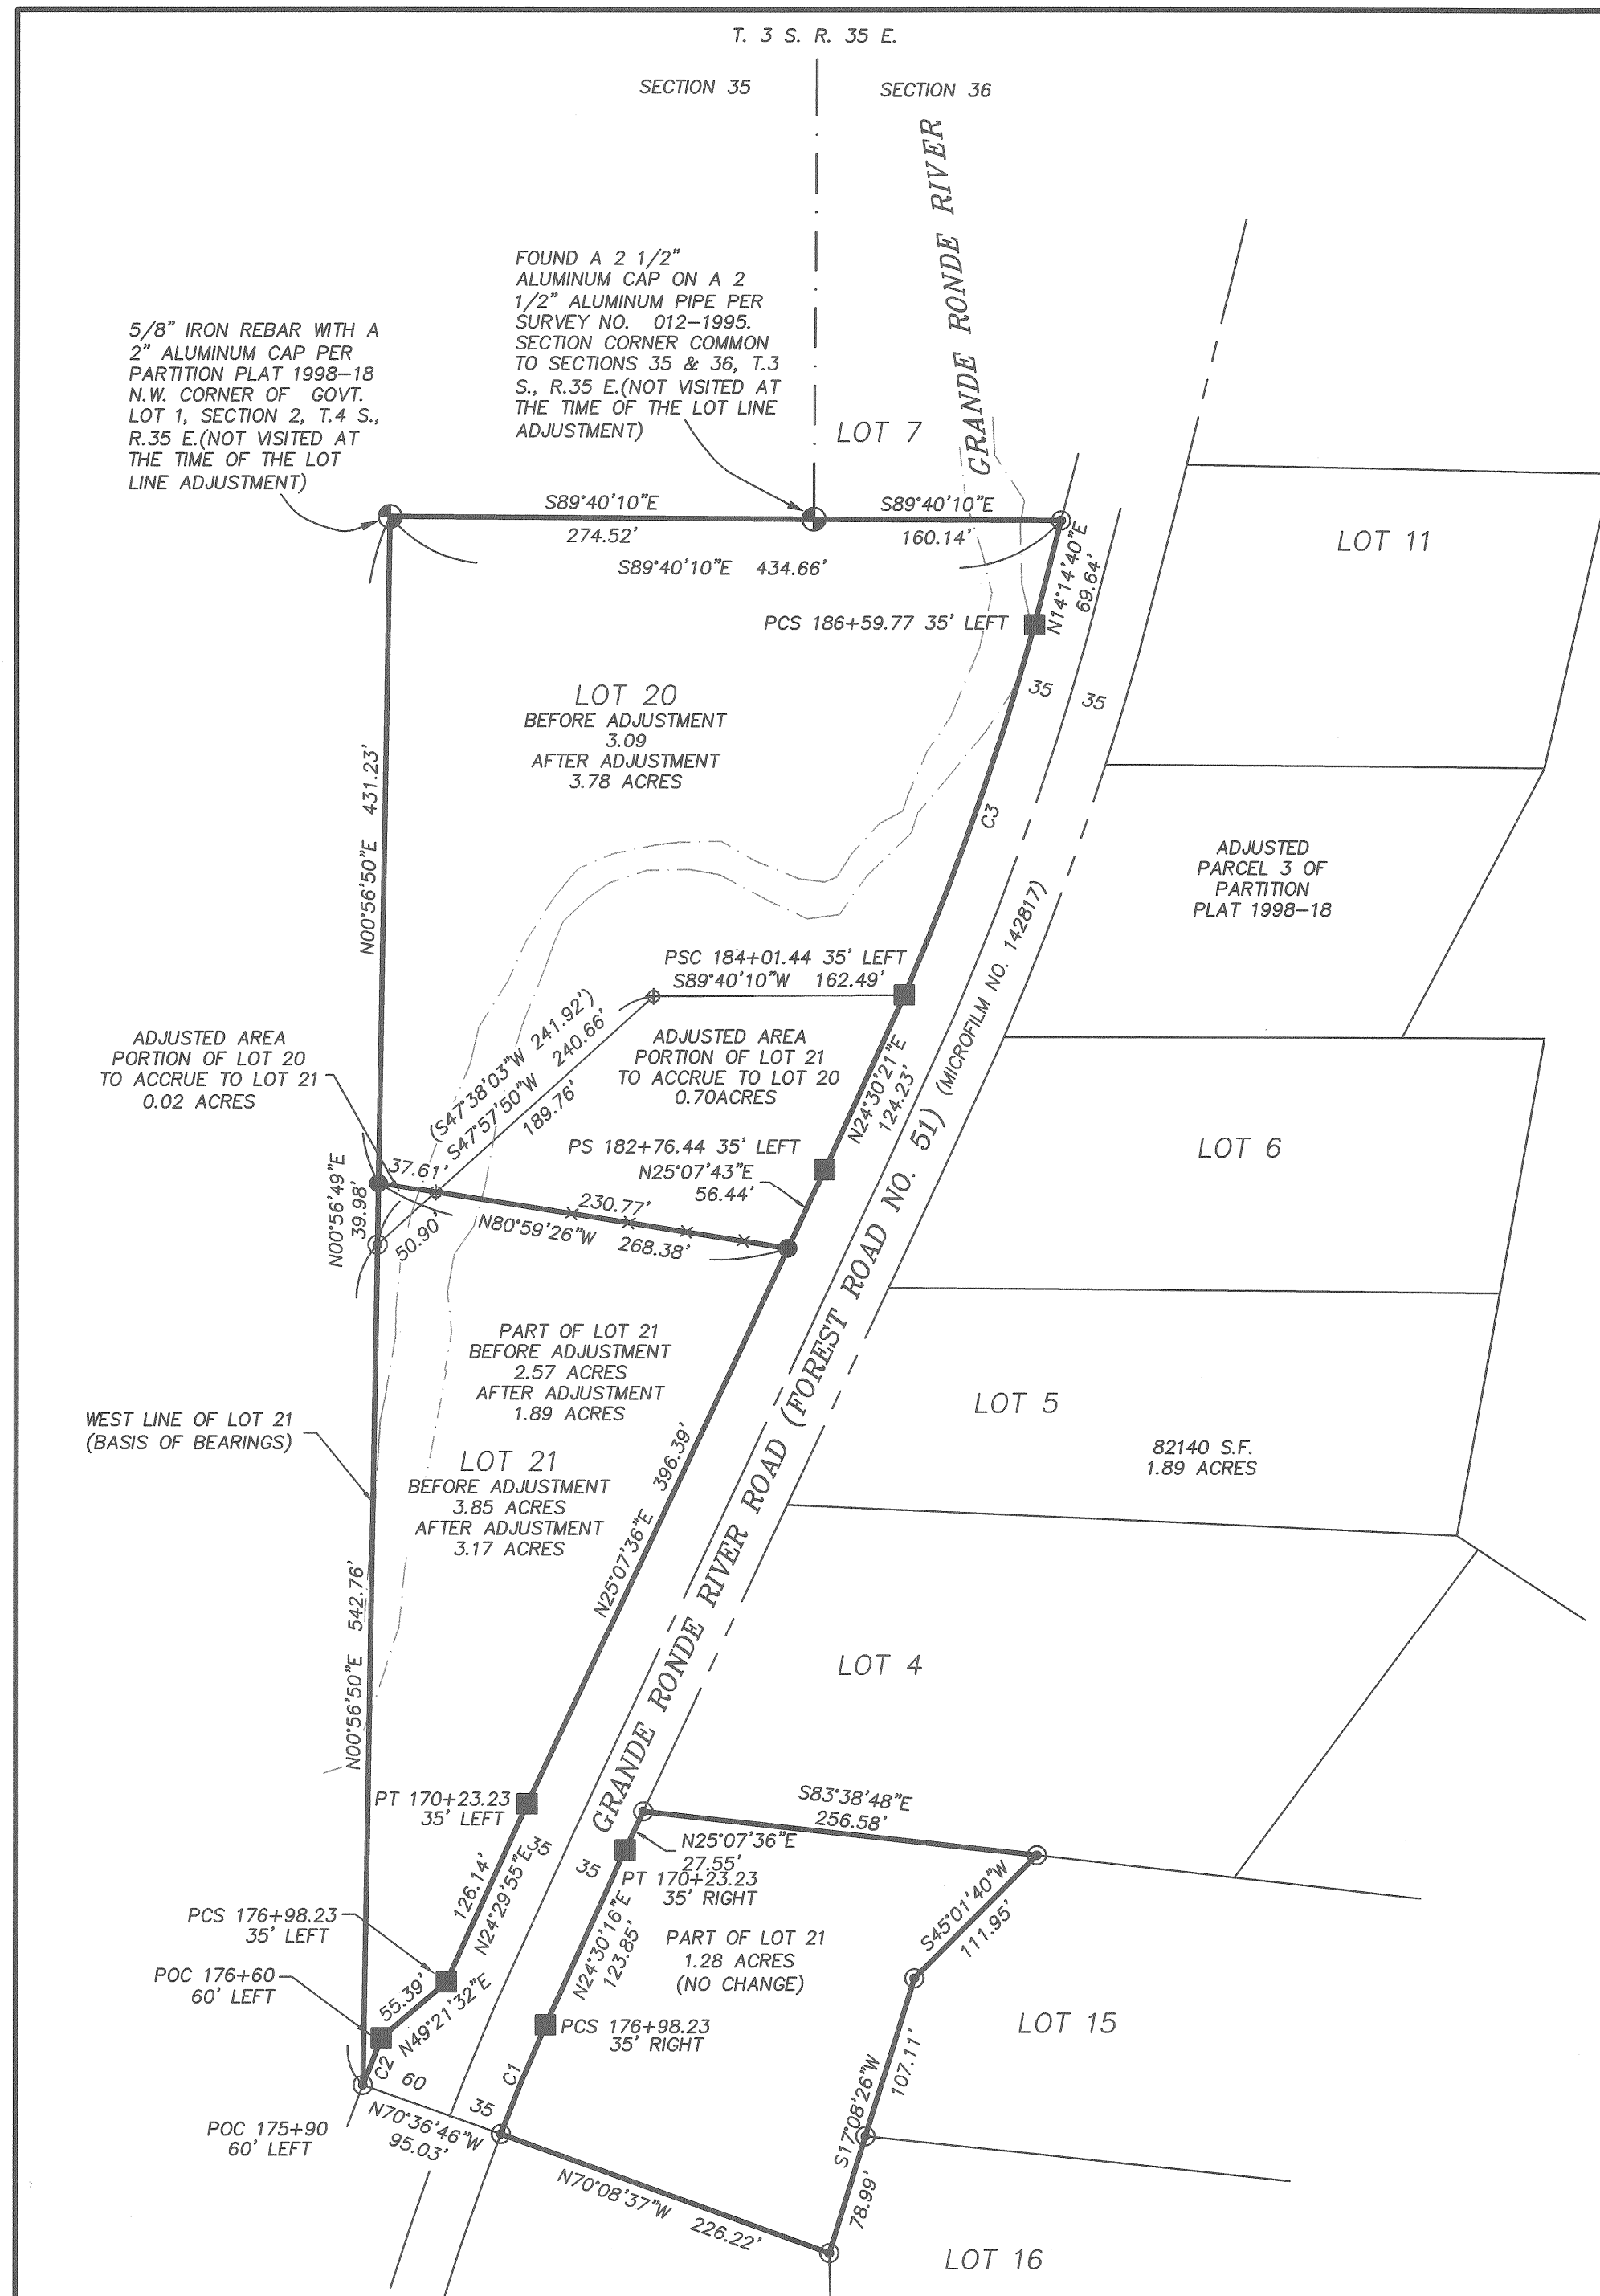 T. 3 S. R. 35 E.
SECTION 35
SECTION 36
GRANDE RONDE RIVER
FOUND A 2 1/2"
ALUMINUM CAP ON A 2
1/2" ALUMINUM PIPE PER
SURVEY NO. 012-1995.
SECTION CORNER COMMON
TO SECTIONS 35 & 36, T.3
S., R.35 E.(NOT VISITED AT
THE TIME OF THE LOT LINE
ADJUSTMENT)
5/8" IRON REBAR WITH A
2" ALUMINUM CAP PER
PARTITION PLAT 1998-18
N.W. CORNER OF GOVT.
LOT 1, SECTION 2, T.4 S.,
R.35 E.(NOT VISITED AT
THE TIME OF THE LOT
LINE ADJUSTMENT)
LOT 7
S89°40'10"E
274.52'
S89°40'10"E
160.14'
S89°40'10"E 434.66'
N14°14'40"E
69.64'
LOT 11
PCS 186+59.77 35' LEFT
35
35
LOT 20
BEFORE ADJUSTMENT
3.09
AFTER ADJUSTMENT
3.78 ACRES
N00°56'50"E 431.23'
C3
ADJUSTED
PARCEL 3 OF
PARTITION
PLAT 1998-18
PSC 184+01.44 35' LEFT
S89°40'10"W 162.49'
(S47°38'03"W 241.92')
S47°57'50"W 240.66'
189.76'
ADJUSTED AREA
PORTION OF LOT 20
TO ACCRUE TO LOT 21
0.02 ACRES
ADJUSTED AREA
PORTION OF LOT 21
TO ACCRUE TO LOT 20
0.70ACRES
N24°30'21"E
124.23'
PS 182+76.44 35' LEFT
N25°07'43"E
56.44'
LOT 6
N00°56'49"E
39.98'
37.61'
50.90'
230.77'
N80°59'26"W 268.38'
GRANDE RONDE RIVER ROAD (FOREST ROAD NO. 51) (MICROFILM NO. 142817)
PART OF LOT 21
BEFORE ADJUSTMENT
2.57 ACRES
AFTER ADJUSTMENT
1.89 ACRES
LOT 5
82140 S.F.
1.89 ACRES
WEST LINE OF LOT 21
(BASIS OF BEARINGS)
LOT 21
BEFORE ADJUSTMENT
3.85 ACRES
AFTER ADJUSTMENT
3.17 ACRES
N25°07'36"E 396.39'
N00°56'50"E 542.76'
LOT 4
PT 170+23.23
35' LEFT
35
35
S83°38'48"E
256.58'
N25°07'36"E
27.55'
PT 170+23.23
35' RIGHT
126.14'
N24°29'55"E
N24°30'16"E
123.85'
S45°01'40"W
111.95'
PCS 176+98.23
35' LEFT
PART OF LOT 21
1.28 ACRES
(NO CHANGE)
POC 176+60
60' LEFT
55.39'
N49°21'32"E
PCS 176+98.23
35' RIGHT
LOT 15
C2
60
C1
35
S17°08'26"W
107.11'
POC 175+90
60' LEFT
N70°36'46"W
95.03'
N70°08'37"W 226.22'
78.99'
LOT 16